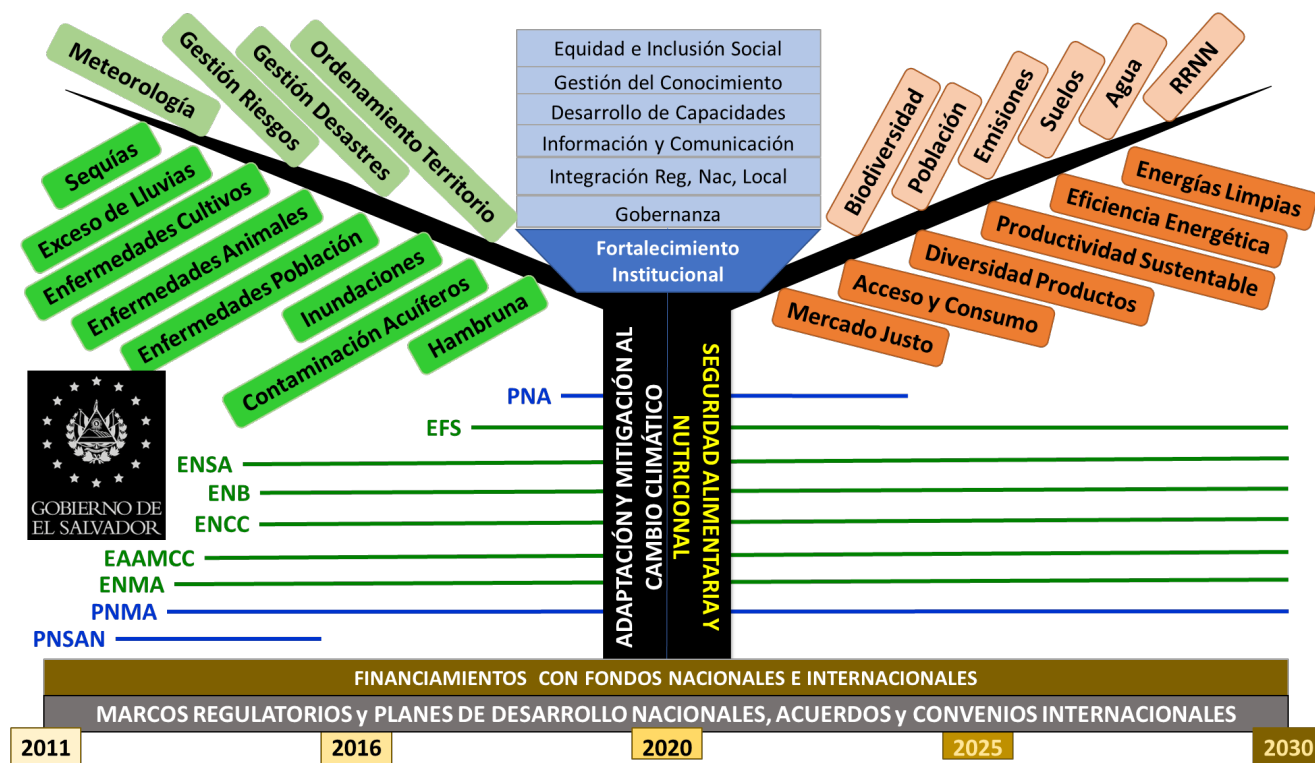 Meteorología
Gestión Riesgos
Gestión Desastres
Ordenamiento Territorio
Sequías
Exceso de Lluvias
Enfermedades Cultivos
Enfermedades Animales
Enfermedades Población
Inundaciones
Contaminación Acuíferos
Hambruna
Equidad e Inclusión Social
Gestión del Conocimiento
Desarrollo de Capacidades
Información y Comunicación
Integración Reg, Nac, Local
Gobernanza
Fortalecimiento
Institucional
Biodiversidad
Población
Emisiones
Suelos
Agua
RRNN
Energías Limpias
Eficiencia Energética
Productividad Sustentable
Diversidad Productos
Acceso y Consumo
Mercado Justo
ADAPTACIÓN Y MITIGACIÓN AL
CAMBIO CLIMÁTICO
SEGURIDAD ALIMENTARIA Y
NUTRICIONAL
GOBIERNO DE
EL SALVADOR
PNA
EFS
ENSA
ENB
ENCC
EAAMCC
ENMA
PNMA
PNSAN
FINANCIAMIENTOS CON FONDOS NACIONALES E INTERNACIONALES
MARCOS REGULATORIOS y PLANES DE DESARROLLO NACIONALES, ACUERDOS y CONVENIOS INTERNACIONALES
2011
2016
2020
2025
2030